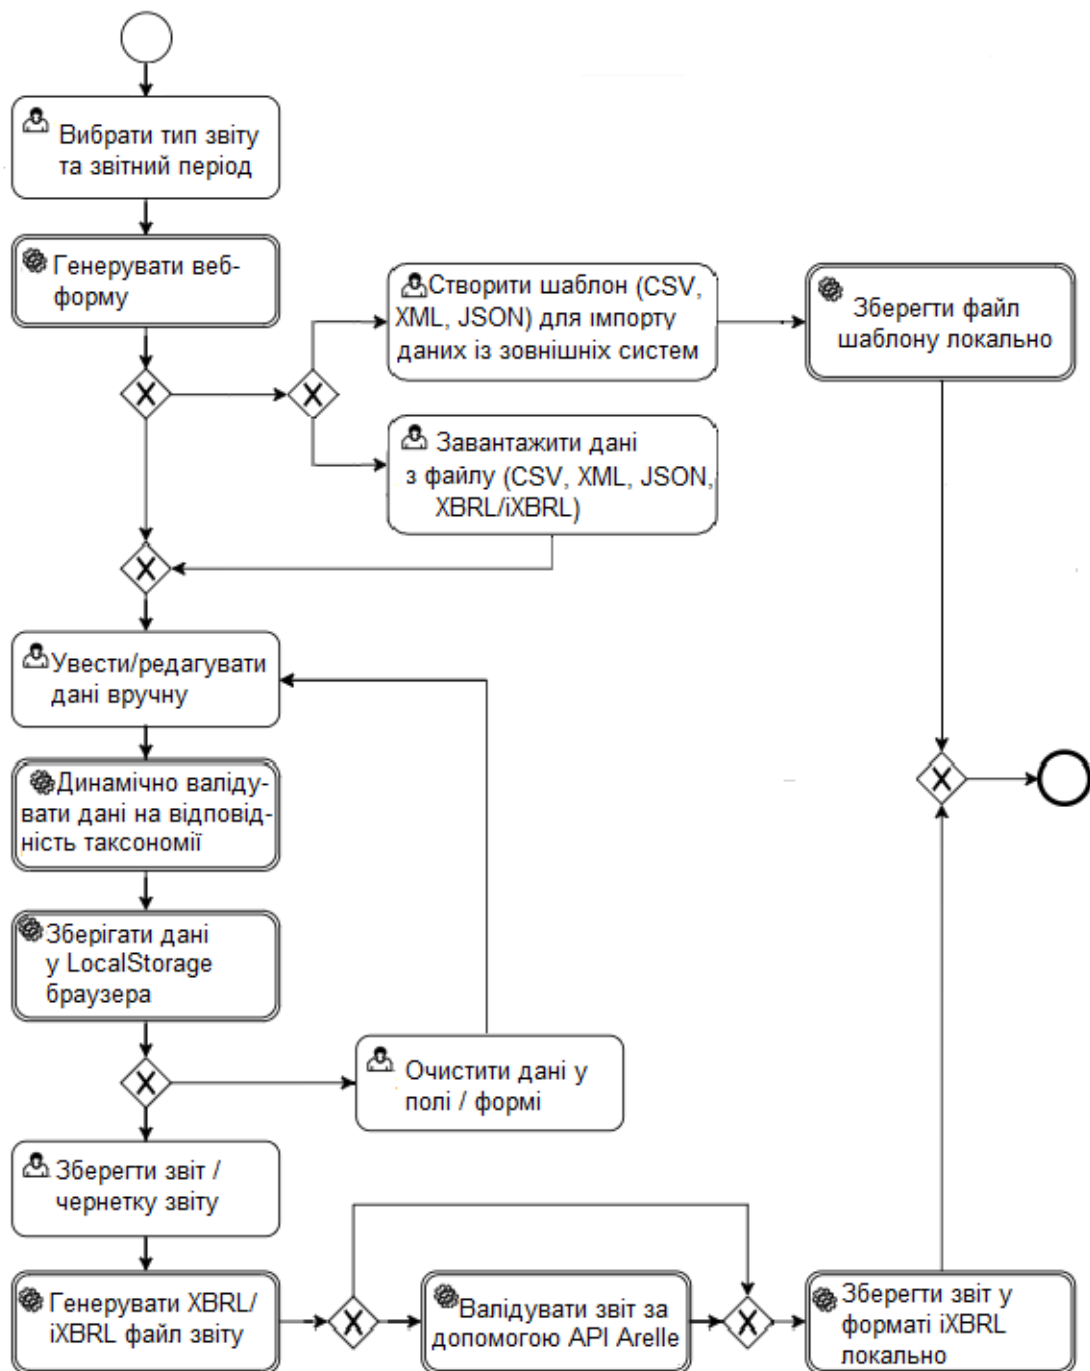 Вибрати тип звіту
та звітний період
Генерувати веб-
форму
Створити шаблон (CSV,
XML, JSON) для імпорту
даних із зовнішніх систем
Зберегти файл
шаблону локально
Завантажити дані
з файлу (CSV, XML, JSON,
XBRL/iXBRL)
Увести/редагувати
дані вручну
Динамічно валіду-
вати дані на відповід-
ність таксономії
Зберігати дані
у LocalStorage
браузера
Очистити дані у
полі / формі
Зберегти звіт /
чернетку звіту
Генерувати XBRL/
iXBRL файл звіту
Валідувати звіт за
допомогою API Arelle
Зберегти звіт у
форматі iXBRL
локально